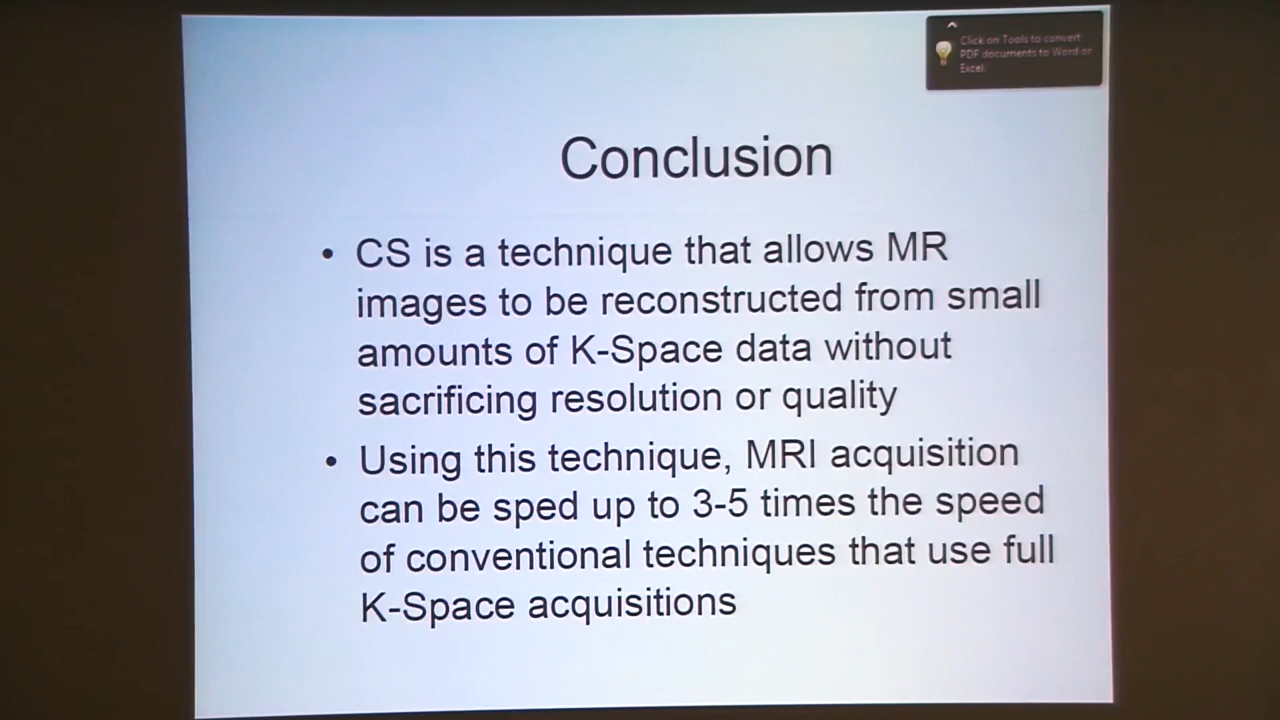 Click on Tools to convert
PDF documents to Word or
Excel.
Conclusion
• CS is a technique that allows MR
images to be reconstructed from small
amounts of K-Space data without
sacrificing resolution or quality
• Using this technique, MRI acquisition
can be sped up to 3-5 times the speed
of conventional techniques that use full
K-Space acquisitions